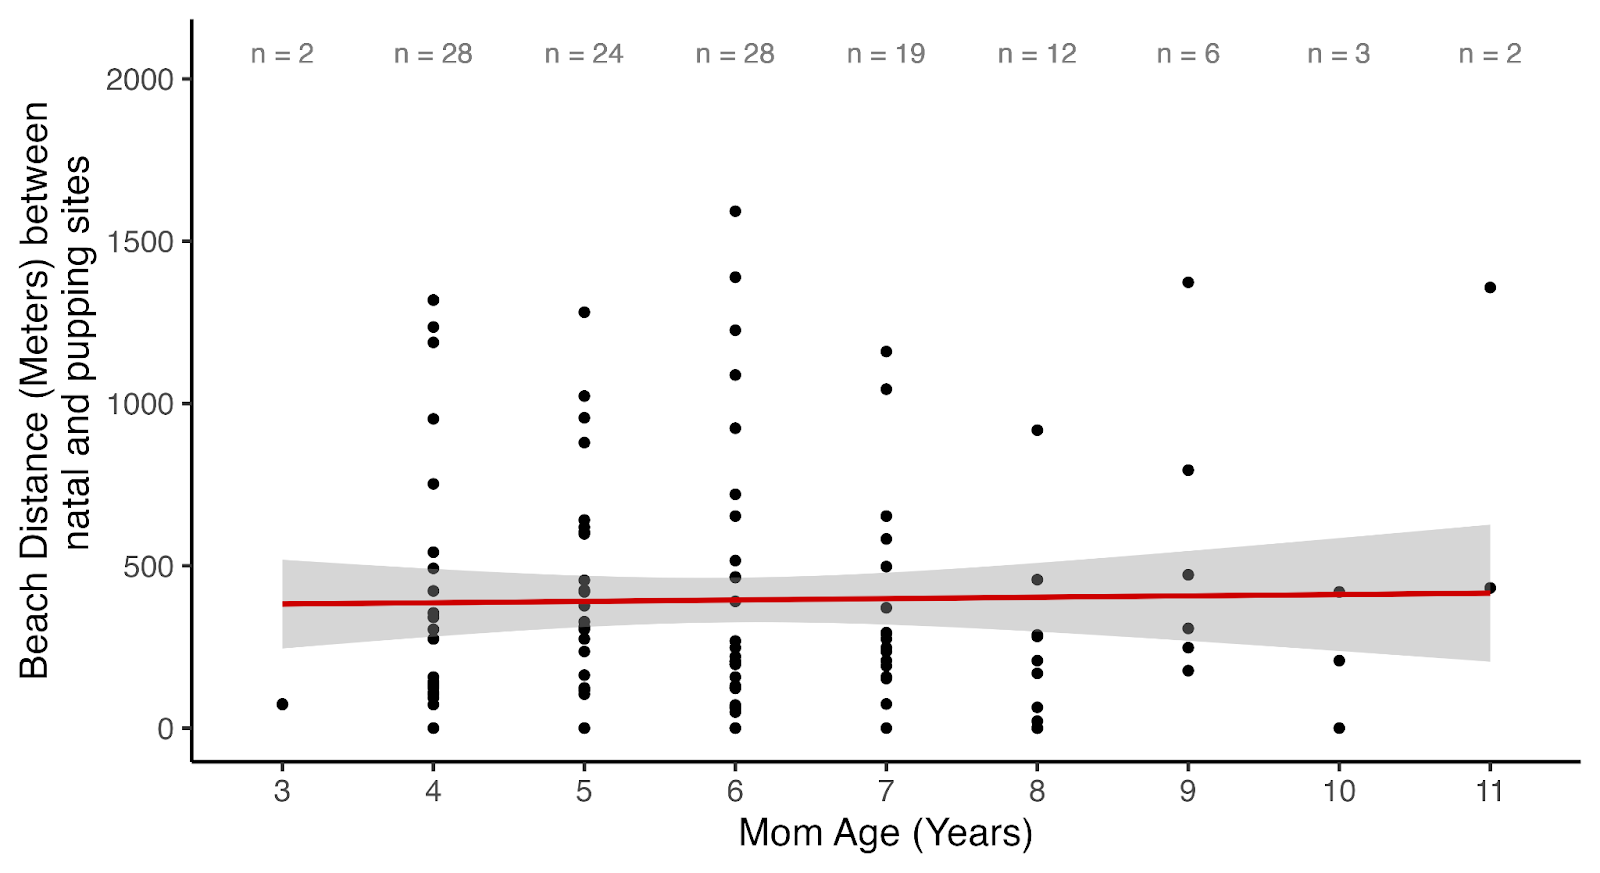 n = 2 n = 28 n = 24 n = 28 n = 19 n = 12 n = 6 n = 3 n = 2
2000
1500
1000
500
0
Beach Distance (Meters) between
natal and pupping sites
3 4 5 6 7 8 9 10 11
Mom Age (Years)